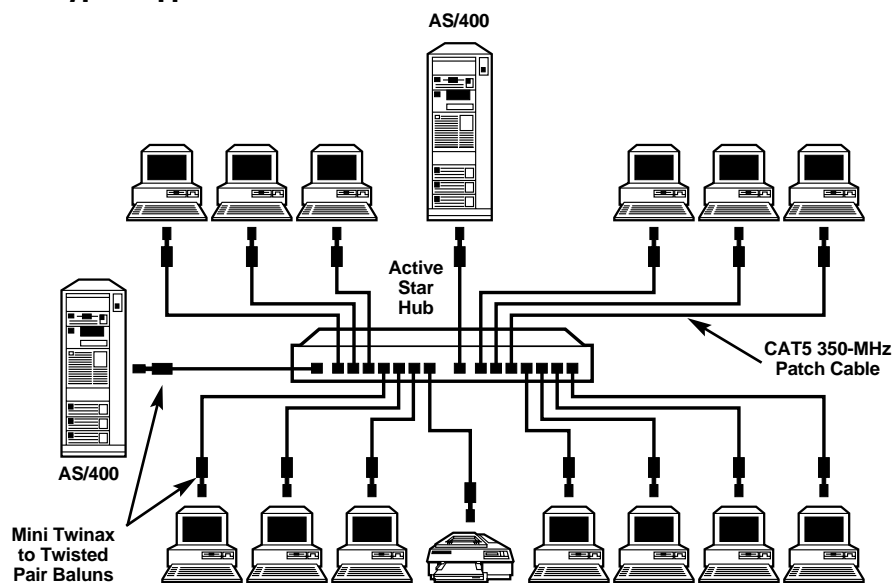 AS/400
Active
Star
Hub
CAT5 350-MHz
Patch Cable
AS/400
Mini Twinax
to Twisted
Pair Baluns